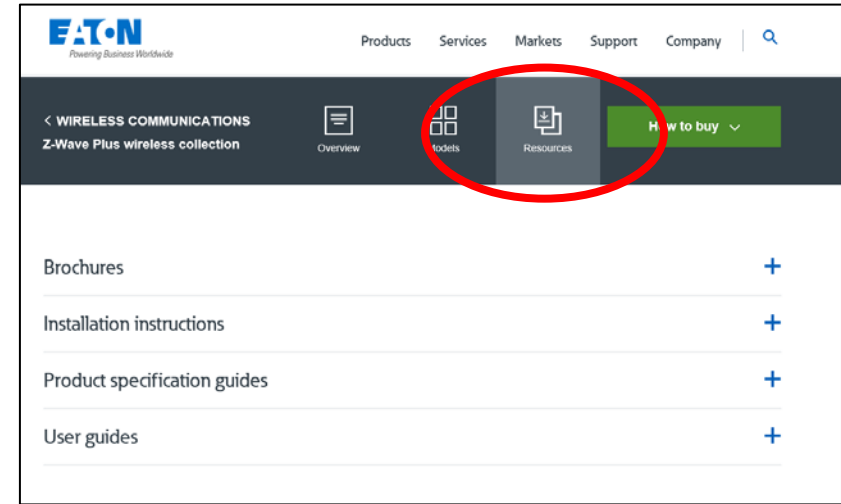 EATON
Powering Business Worldwide
Products Services Markets Support Company
< WIRELESS COMMUNICATIONS
Z-Wave Plus wireless collection
Overview
Models
Resources
How to buy
Brochures
Installation instructions
Product specification guides
User guides